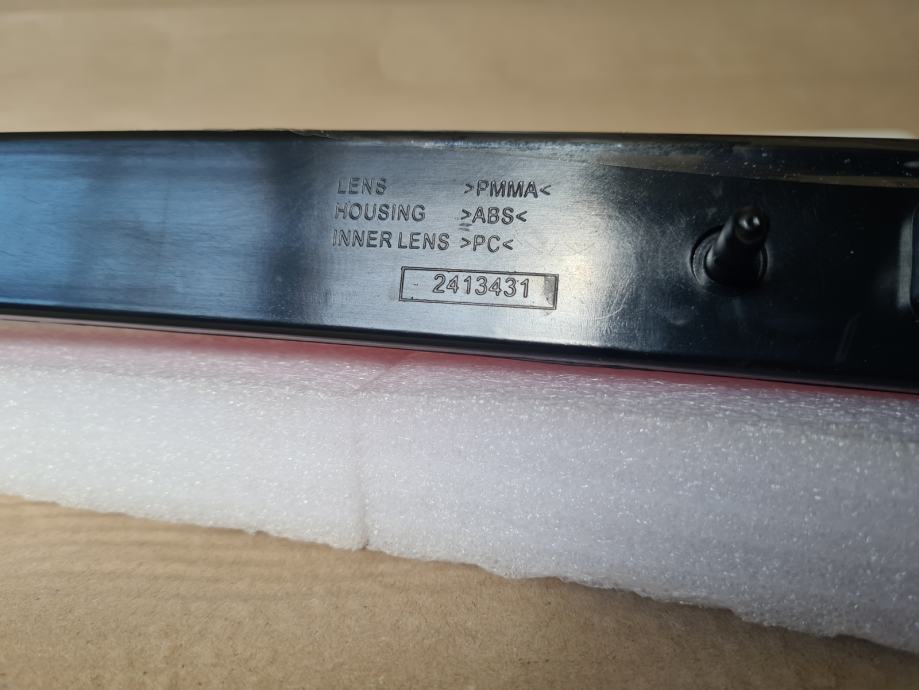 LENS >PMMA<
HOUSING >ABS<
INNER LENS >PC<
2413431